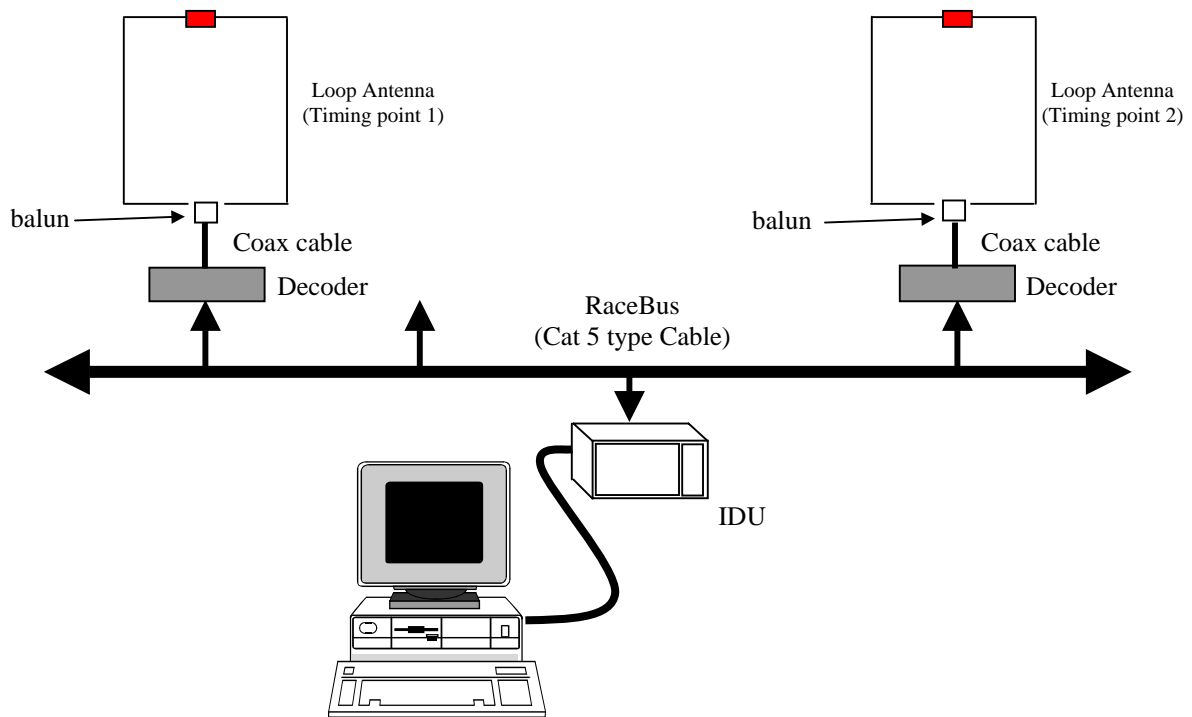 Loop Antenna
(Timing point 1)
Loop Antenna
(Timing point 2)
balun
balun
Coax cable
Coax cable
Decoder
Decoder
RaceBus
(Cat 5 type Cable)
IDU